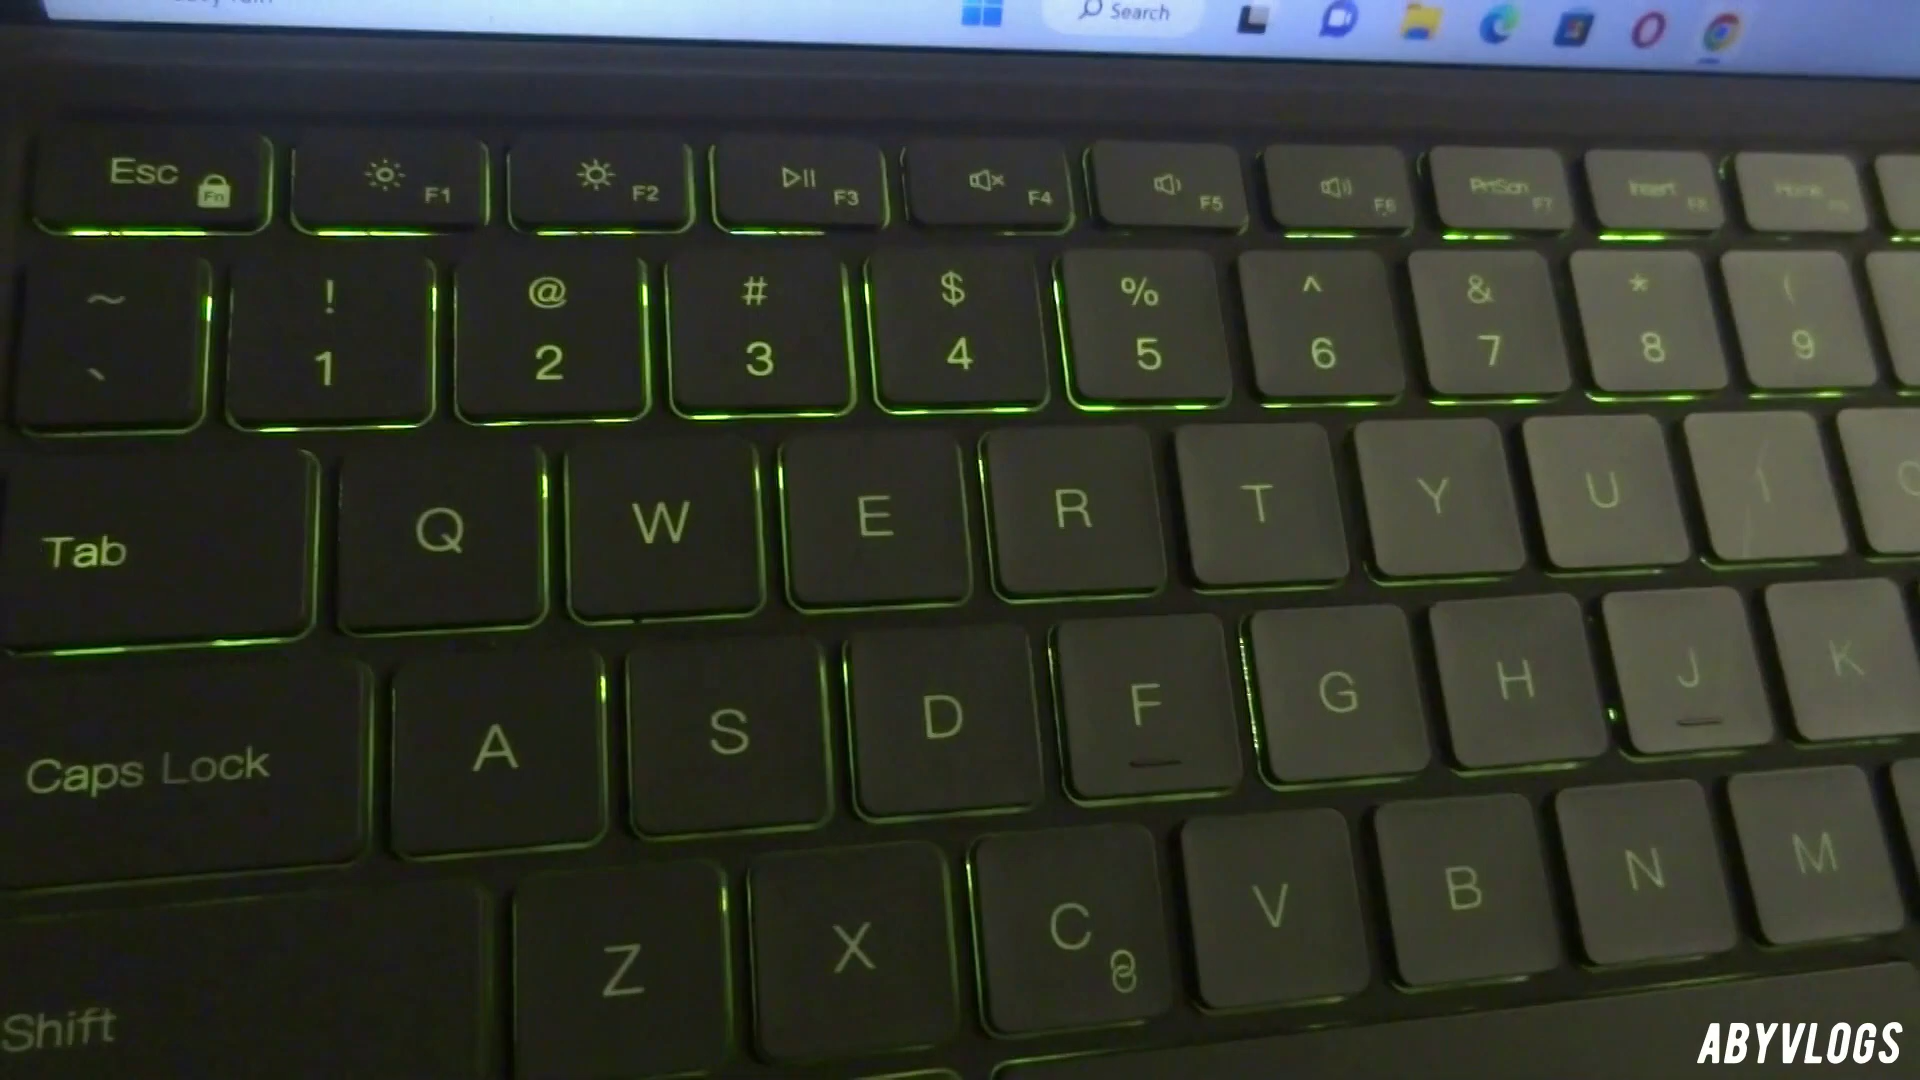 Search
Esc Fn F1 F2 F3 F4 F5 F6 PrtScn F7 Insert F8 Home
~ ! @ # $ % ^ & * (
` 1 2 3 4 5 6 7 8 9
Tab Q W E R T Y U I
Caps Lock A S D F G H J K
Shift Z X C V B N M
ABYVLOGS